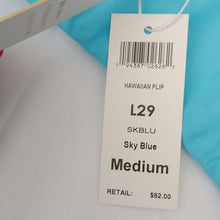 HAWAIIAN FLIP
L29
SKBLU
Sky Blue
Medium
RETAIL: $52.00